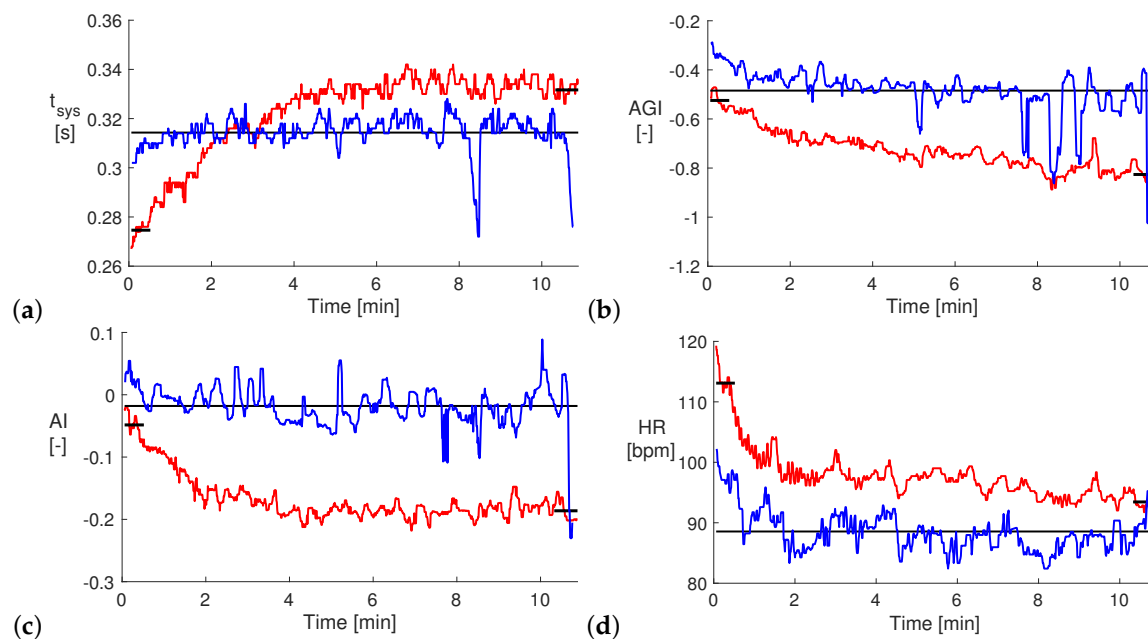 0.36
0.34
0.32
0.3
0.28
0.26
t_sys
[s]
0 2 4 6 8 10
Time [min]
(a)
-0.2
-0.4
-0.6
-0.8
-1
-1.2
AGI
[-]
0 2 4 6 8 10
Time [min]
(b)
0.1
0
-0.1
-0.2
-0.3
AI
[-]
0 2 4 6 8 10
Time [min]
(c)
120
110
100
90
80
HR
[bpm]
0 2 4 6 8 10
Time [min]
(d)